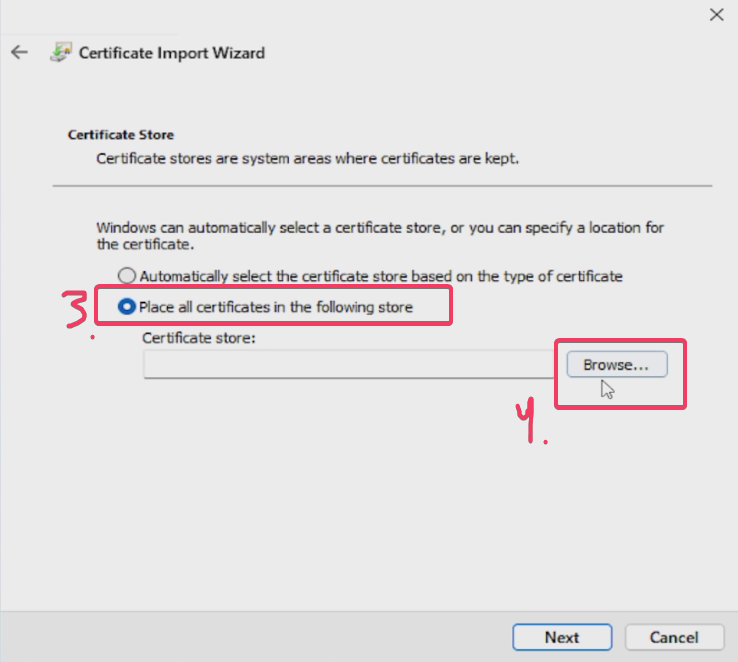 Certificate Import Wizard
Certificate Store
Certificate stores are system areas where certificates are kept.
Windows can automatically select a certificate store, or you can specify a location for
the certificate.
Automatically select the certificate store based on the type of certificate
3. Place all certificates in the following store
Certificate store:
Browse...
4.
Next
Cancel